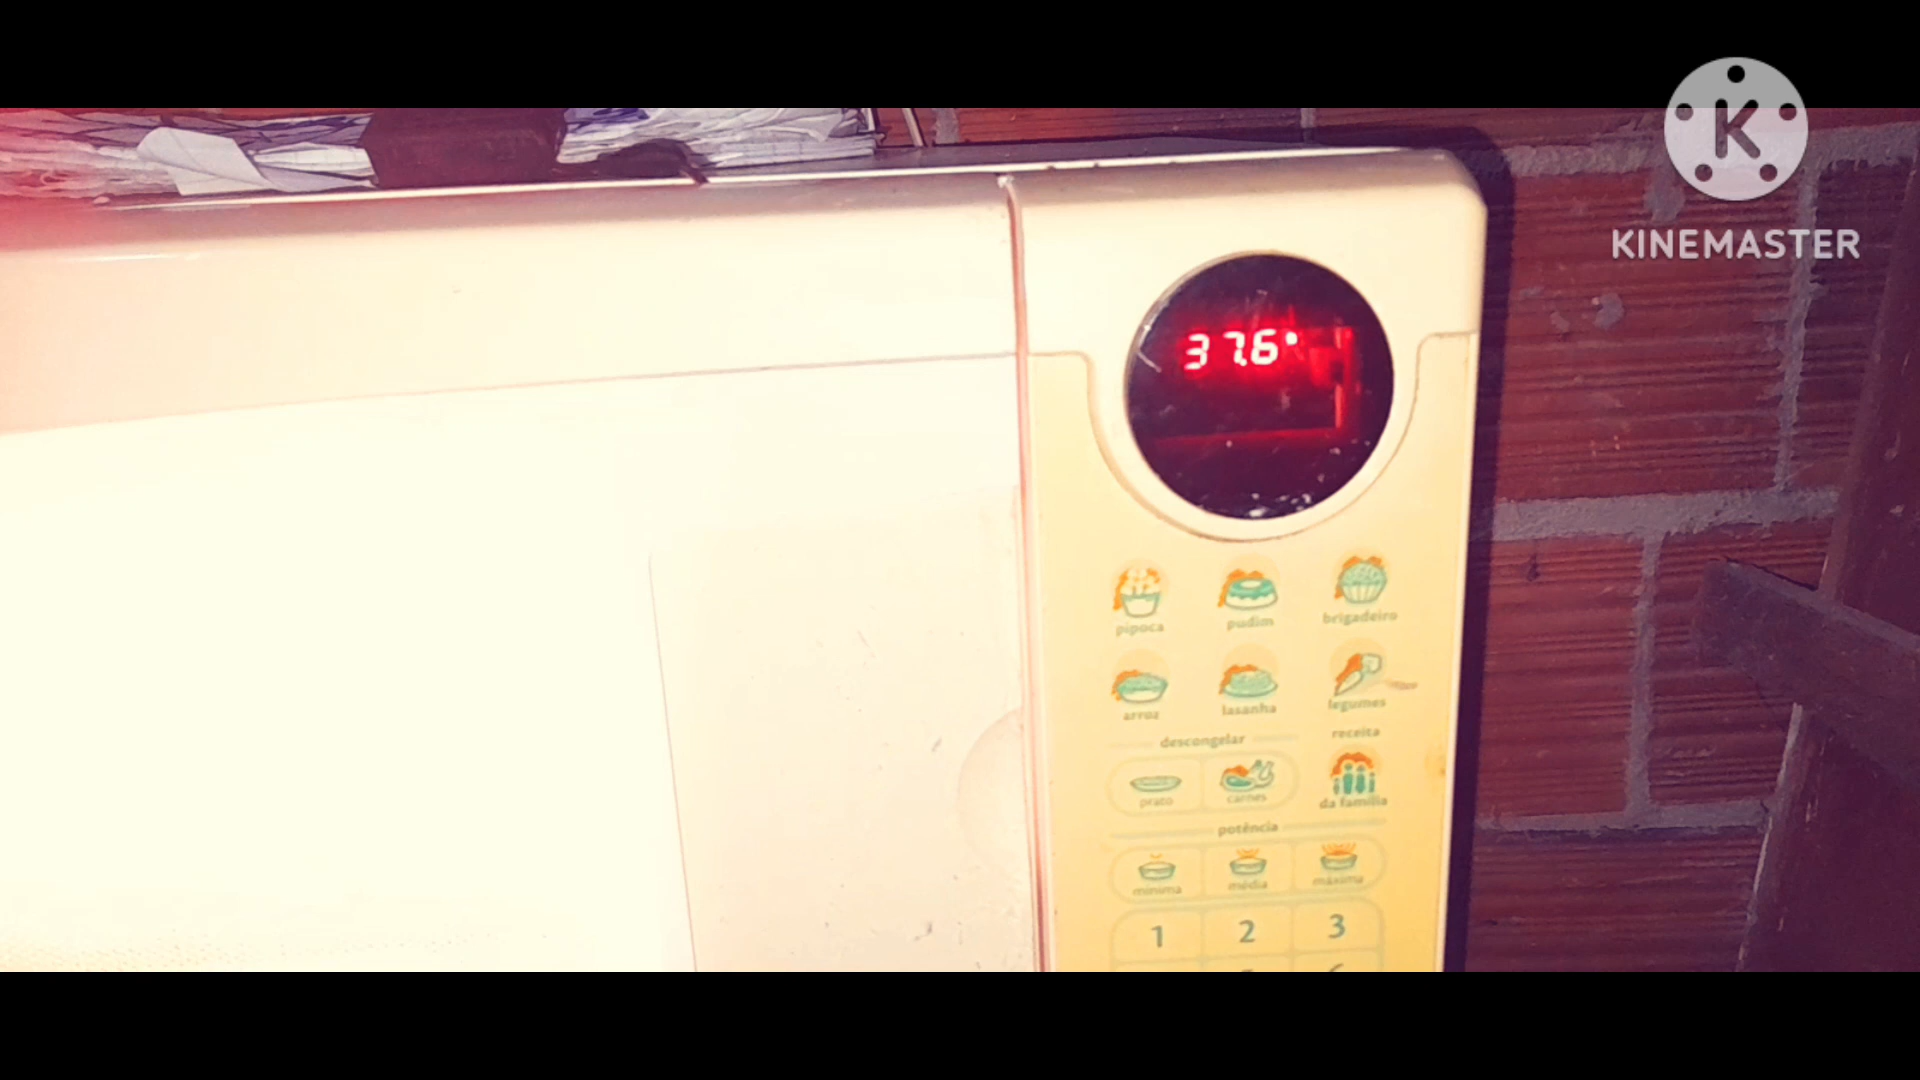 K
KINEMASTER
37.6°
pipoca pudim brigadeiro
arroz lasanha legumes
descongelar receita
prato carnes da família
potência
mínima média máxima
1 2 3